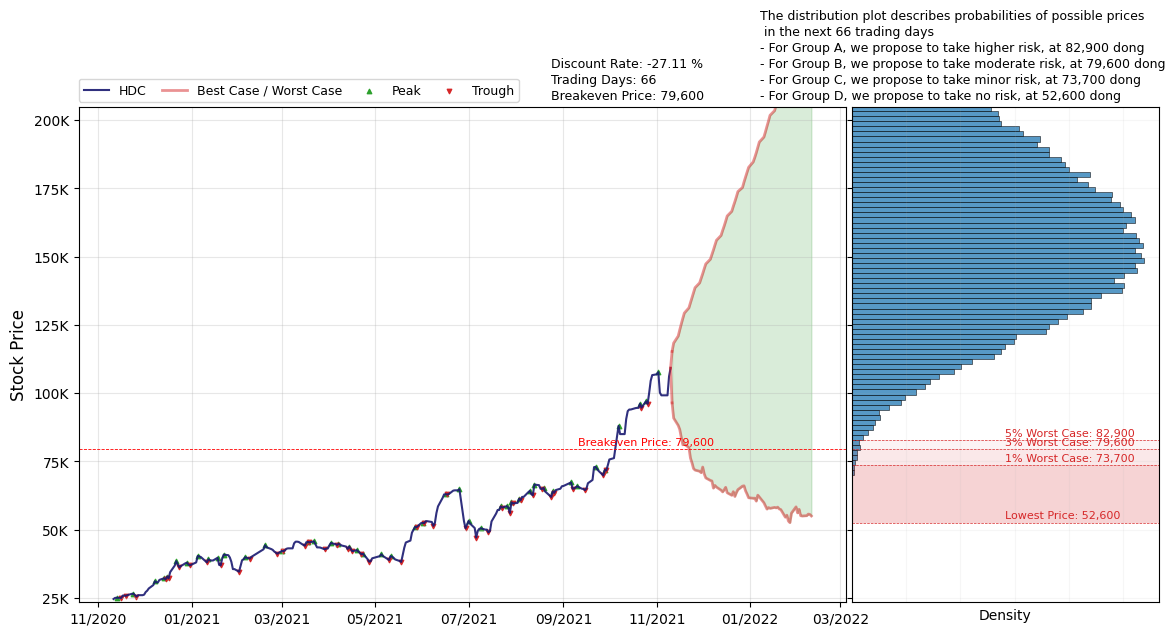 The distribution plot describes probabilities of possible prices
in the next 66 trading days
- For Group A, we propose to take higher risk, at 82,900 dong
- For Group B, we propose to take moderate risk, at 79,600 dong
- For Group C, we propose to take minor risk, at 73,700 dong
- For Group D, we propose to take no risk, at 52,600 dong
Discount Rate: -27.11 %
Trading Days: 66
Breakeven Price: 79,600
HDC
Best Case / Worst Case
Peak
Trough
Stock Price
200K
175K
150K
125K
100K
75K
50K
25K
Breakeven Price: 79,600
5% Worst Case: 82,900
3% Worst Case: 79,600
1% Worst Case: 73,700
Lowest Price: 52,600
11/2020
01/2021
03/2021
05/2021
07/2021
09/2021
11/2021
01/2022
03/2022
Density